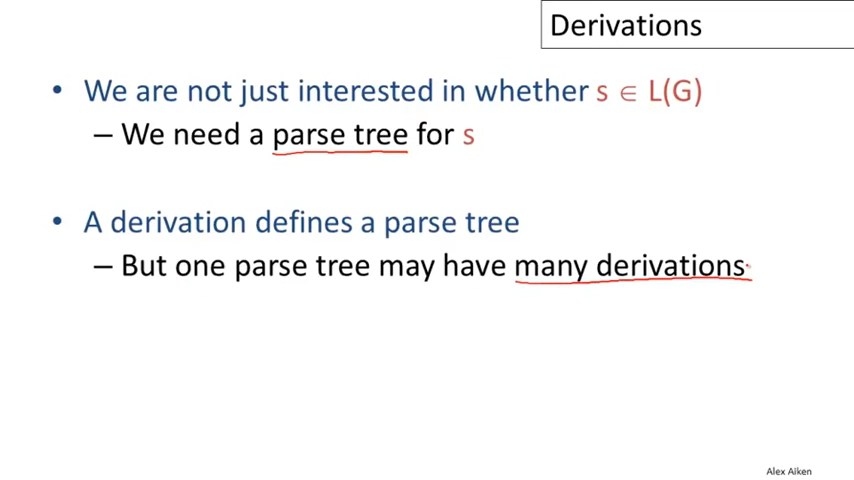 Derivations
• We are not just interested in whether s ∈ L(G)
– We need a parse tree for s
• A derivation defines a parse tree
– But one parse tree may have many derivations
Alex Aiken